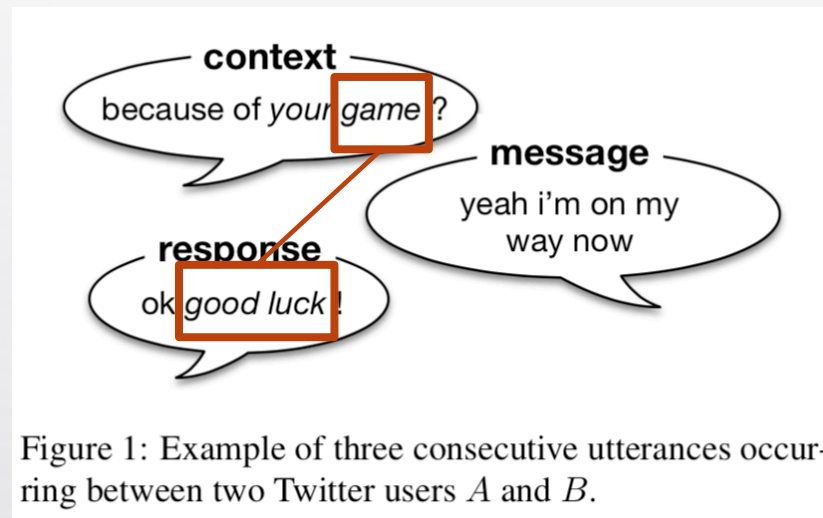 context
because of your game ?
message
yeah i'm on my
way now
response
ok good luck !
Figure 1: Example of three consecutive utterances occur-
ring between two Twitter users A and B.